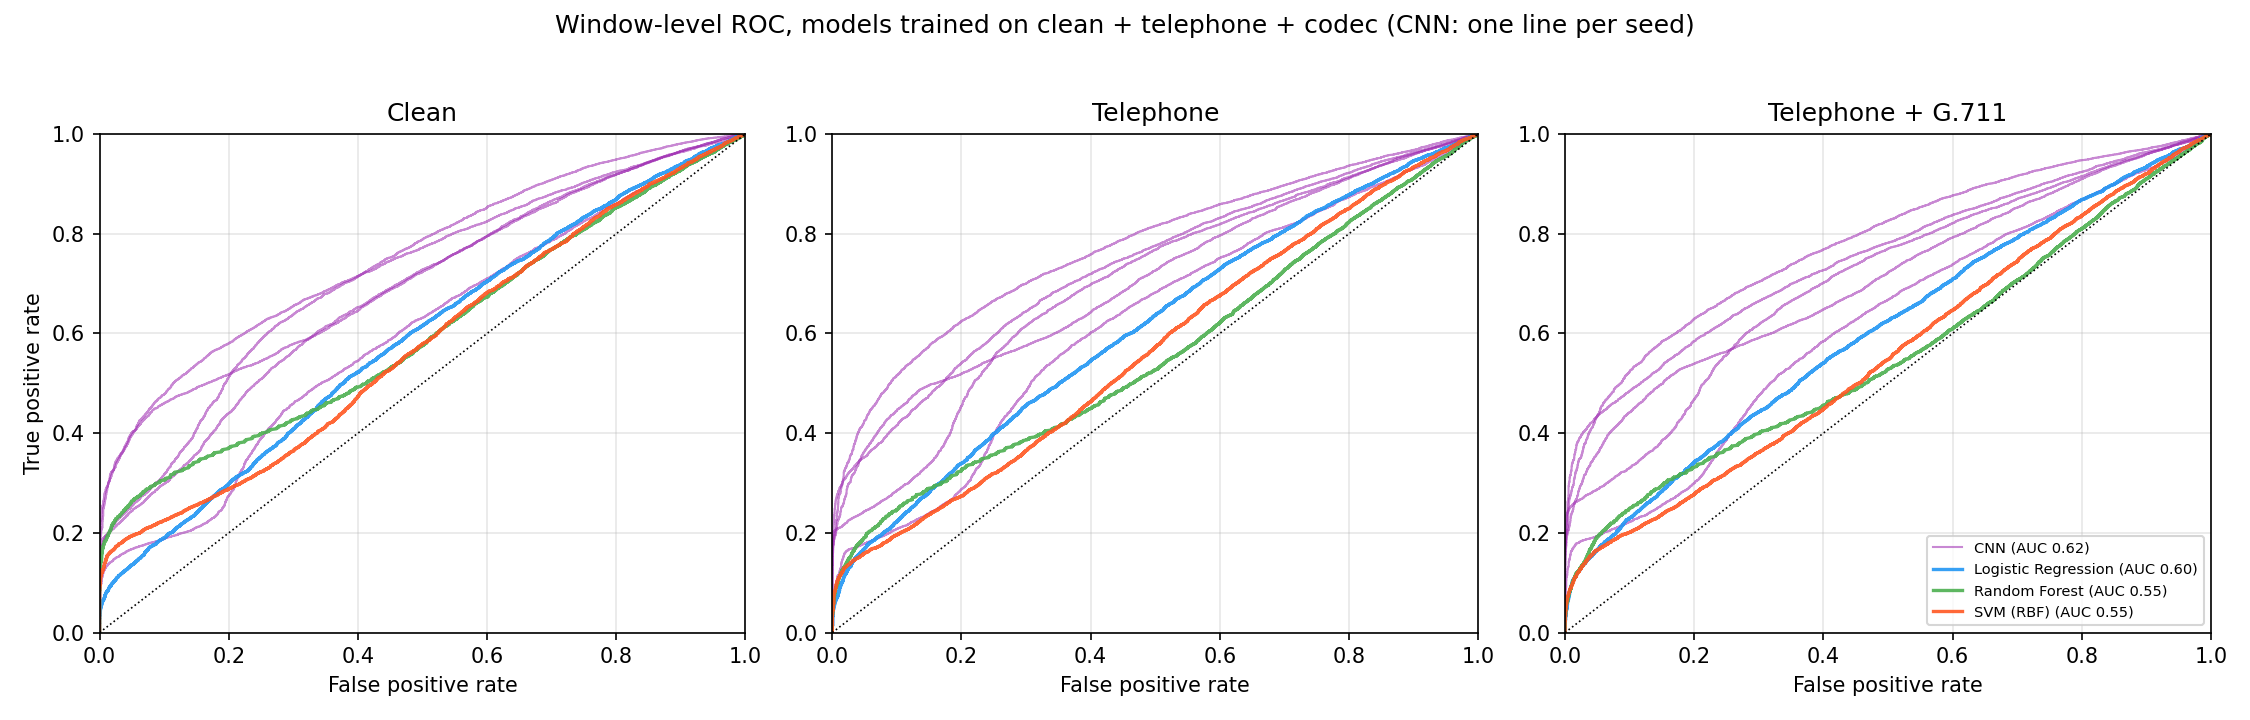 Window-level ROC, models trained on clean + telephone + codec (CNN: one line per seed)
Clean
True positive rate
1.0
0.8
0.6
0.4
0.2
0.0
0.0 0.2 0.4 0.6 0.8 1.0
False positive rate
Telephone
1.0
0.8
0.6
0.4
0.2
0.0
0.0 0.2 0.4 0.6 0.8 1.0
False positive rate
Telephone + G.711
1.0
0.8
0.6
0.4
0.2
0.0
CNN (AUC 0.62)
Logistic Regression (AUC 0.60)
Random Forest (AUC 0.55)
SVM (RBF) (AUC 0.55)
0.0 0.2 0.4 0.6 0.8 1.0
False positive rate